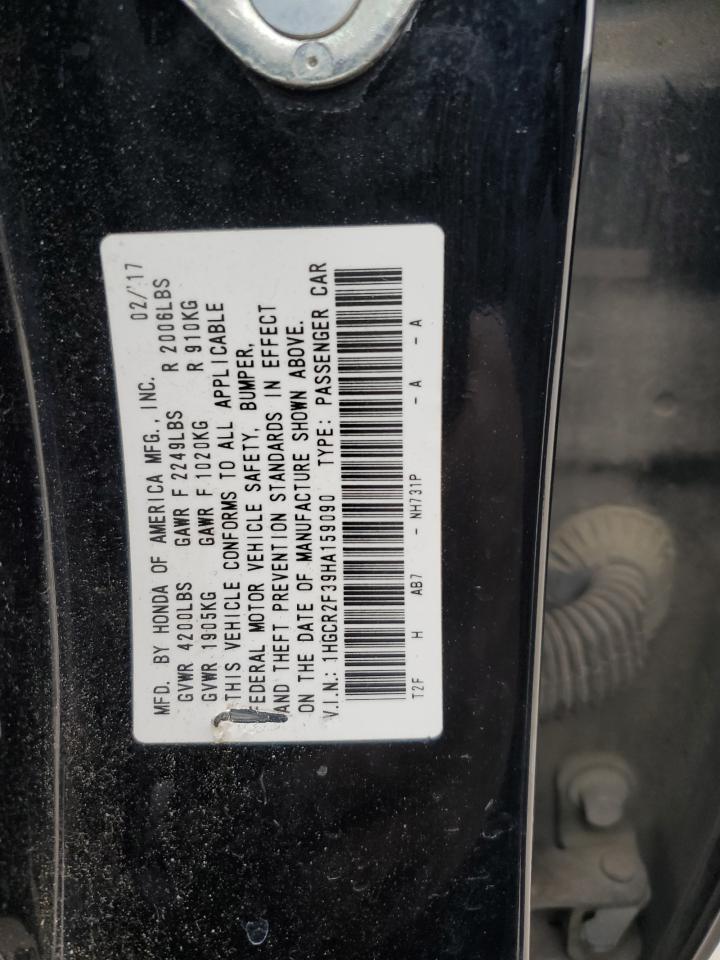 MFD. BY HONDA OF AMERICA MFG., INC. 02/'17
GVWR 4200LBS GAWR F 2249LBS R 2006LBS
GVWR 1905KG GAWR F 1020KG R 910KG
THIS VEHICLE CONFORMS TO ALL APPLICABLE
FEDERAL MOTOR VEHICLE SAFETY, BUMPER,
AND THEFT PREVENTION STANDARDS IN EFFECT
ON THE DATE OF MANUFACTURE SHOWN ABOVE.
V.I.N.: 1HGCR2F39HA159090 TYPE: PASSENGER CAR
T2F - H AB7 - NH731P - A - A